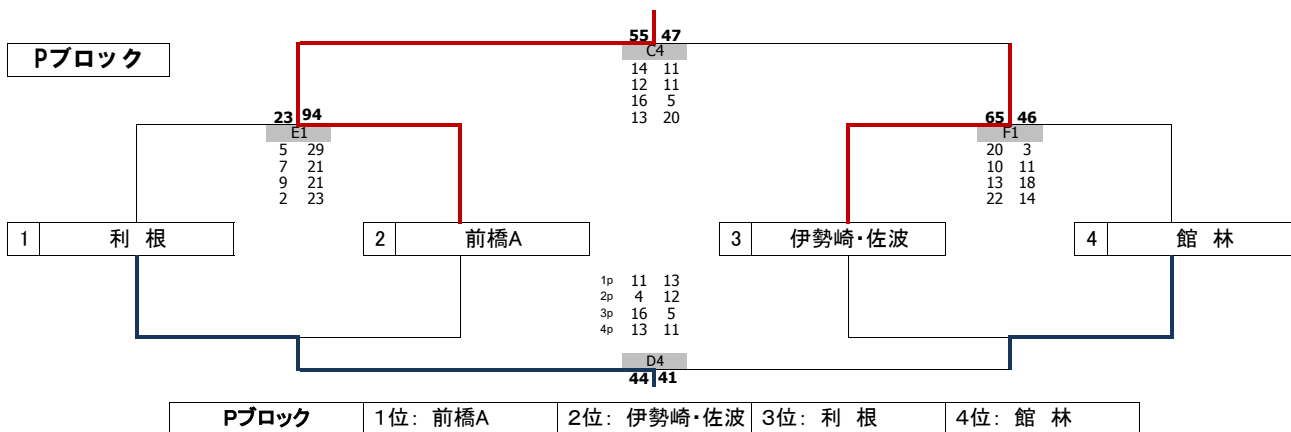 Pブロック
55 47
C4
14 11
12 11
16 5
13 20
23 94
E1
5 29
7 21
9 21
2 23
65 46
F1
20 3
10 11
13 18
22 14
1 利 根
2 前橋A
3 伊勢崎・佐波
4 館 林
1p 11 13
2p 4 12
3p 16 5
4p 13 11
D4
44 41
Pブロック 1位: 前橋A 2位: 伊勢崎・佐波 3位: 利 根 4位: 館 林